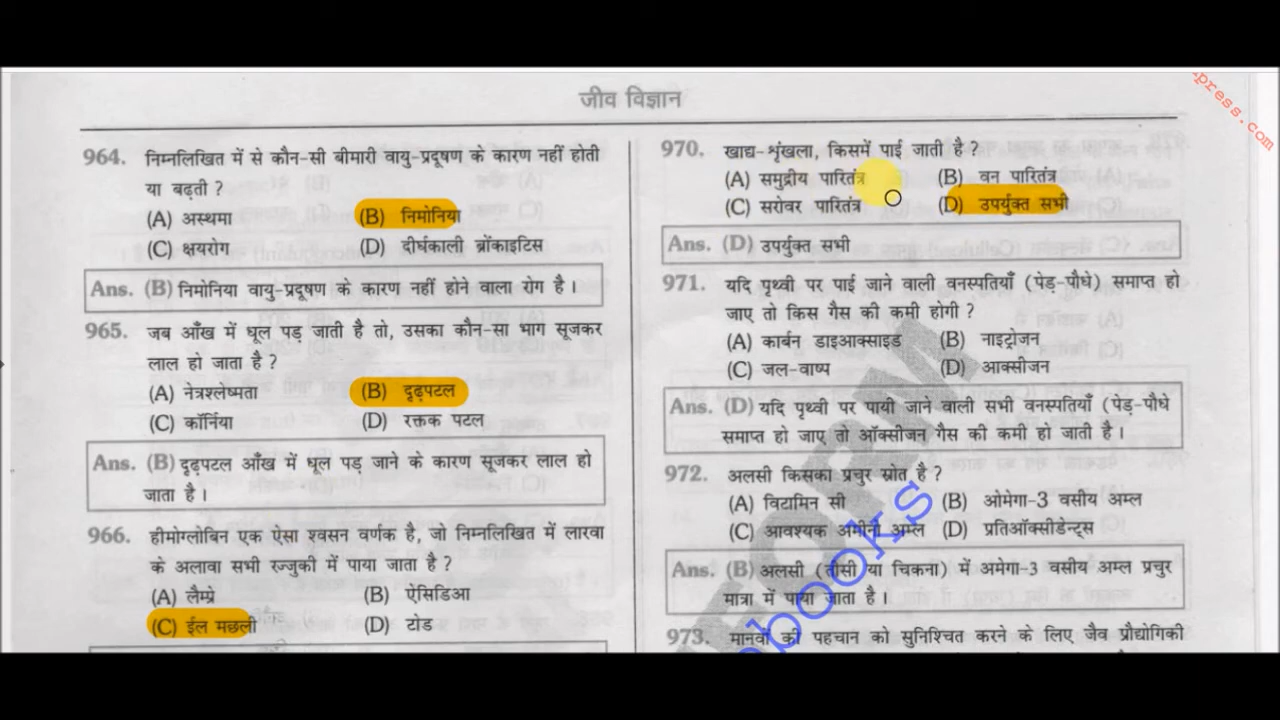 जीव विज्ञान
964. निम्नलिखित में से कौन-सी बीमारी वायु-प्रदूषण के कारण नहीं होती
या बढ़ती ?
(A) अस्थमा (B) निमोनिया
(C) क्षयरोग (D) दीर्घकाली ब्रोंकाइटिस
Ans. (B) निमोनिया वायु-प्रदूषण के कारण नहीं होने वाला रोग है।
965. जब आँख में धूल पड़ जाती है तो, उसका कौन-सा भाग सूजकर
लाल हो जाता है ?
(A) नेत्रश्लेष्मता (B) दृढ़पटल
(C) कॉर्निया (D) रक्तक पटल
Ans. (B) दृढ़पटल आँख में धूल पड़ जाने के कारण सूजकर लाल हो
जाता है।
966. हीमोग्लोबिन एक ऐसा श्वसन वर्णक है, जो निम्नलिखित में लारवा
के अलावा सभी रज्जुकी में पाया जाता है ?
(A) लैम्प्रे (B) ऐसिडिआ
(C) ईल मछली (D) टोड
970. खाद्य-शृंखला, किसमें पाई जाती है ?
(A) समुद्रीय पारितंत्र (B) वन पारितंत्र
(C) सरोवर पारितंत्र (D) उपर्युक्त सभी
Ans. (D) उपर्युक्त सभी
971. यदि पृथ्वी पर पाई जाने वाली वनस्पतियाँ (पेड़-पौधे) समाप्त हो
जाए तो किस गैस की कमी होगी ?
(A) कार्बन डाइआक्साइड (B) नाइट्रोजन
(C) जल-वाष्प (D) आक्सीजन
Ans. (D) यदि पृथ्वी पर पायी जाने वाली सभी वनस्पतियाँ (पेड़-पौधे
समाप्त हो जाए तो ऑक्सीजन गैस की कमी हो जाती है।
972. अलसी किसका प्रचुर स्रोत है ?
(A) विटामिन सी (B) ओमेगा-3 वसीय अम्ल
(C) आवश्यक अमीनो अम्ल (D) प्रतिऑक्सीडेन्ट्स
Ans. (B) अलसी (तीसी या चिकना) में अमेगा-3 वसीय अम्ल प्रचुर
मात्रा में पाया जाता है।
973. मानवों की पहचान को सुनिश्चित करने के लिए जैव प्रौद्योगिकी
press.com
books